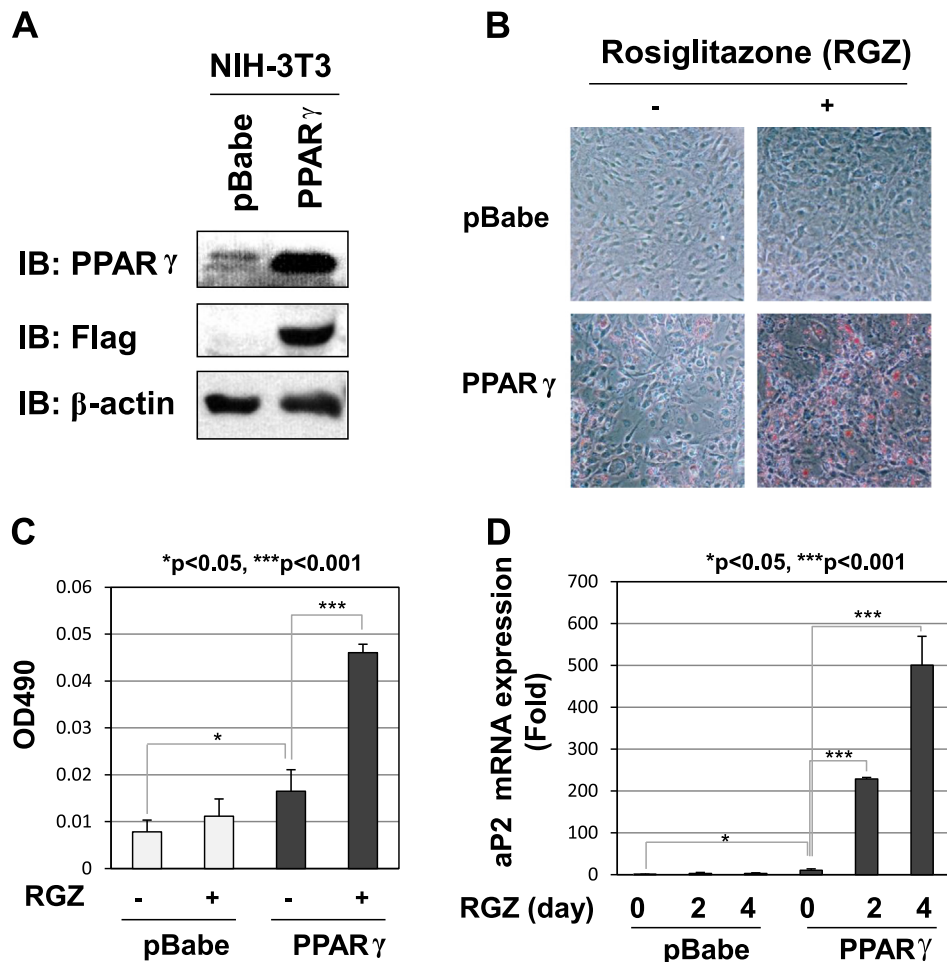 A
NIH-3T3
pBabe
PPARγ
IB: PPARγ
IB: Flag
IB: β-actin
B
Rosiglitazone (RGZ)
- +
pBabe
PPARγ
C
*p<0.05, ***p<0.001
OD490
0.06
0.05
0.04
0.03
0.02
0.01
0
*
***
RGZ - + - +
pBabe PPARγ
D
*p<0.05, ***p<0.001
aP2 mRNA expression
(Fold)
700
600
500
400
300
200
100
0
*
***
***
RGZ (day) 0 2 4 0 2 4
pBabe PPARγ